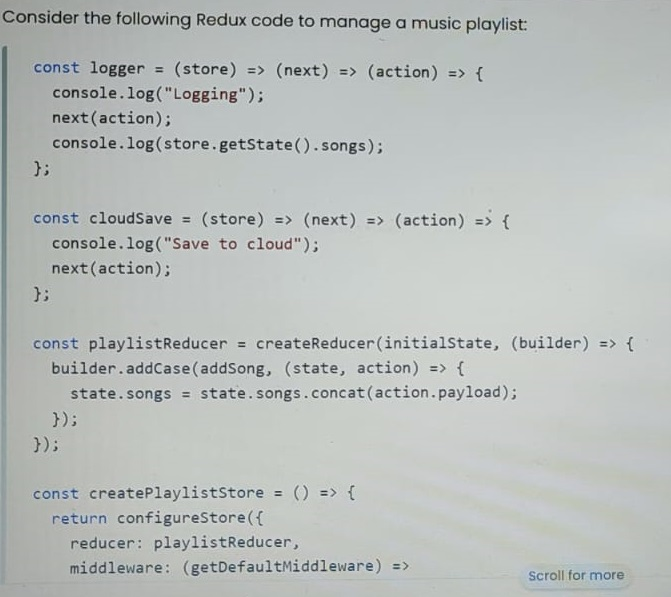 Consider the following Redux code to manage a music playlist:
const logger = (store) => (next) => (action) => {
console.log("Logging");
next(action);
console.log(store.getState().songs);
};
const cloudSave = (store) => (next) => (action) => {
console.log("Save to cloud");
next(action);
};
const playlistReducer = createReducer(initialState, (builder) => {
builder.addCase(addSong, (state, action) => {
state.songs = state.songs.concat(action.payload);
});
});
const createPlaylistStore = () => {
return configureStore({
reducer: playlistReducer,
middleware: (getDefaultMiddleware) =>
Scroll for more